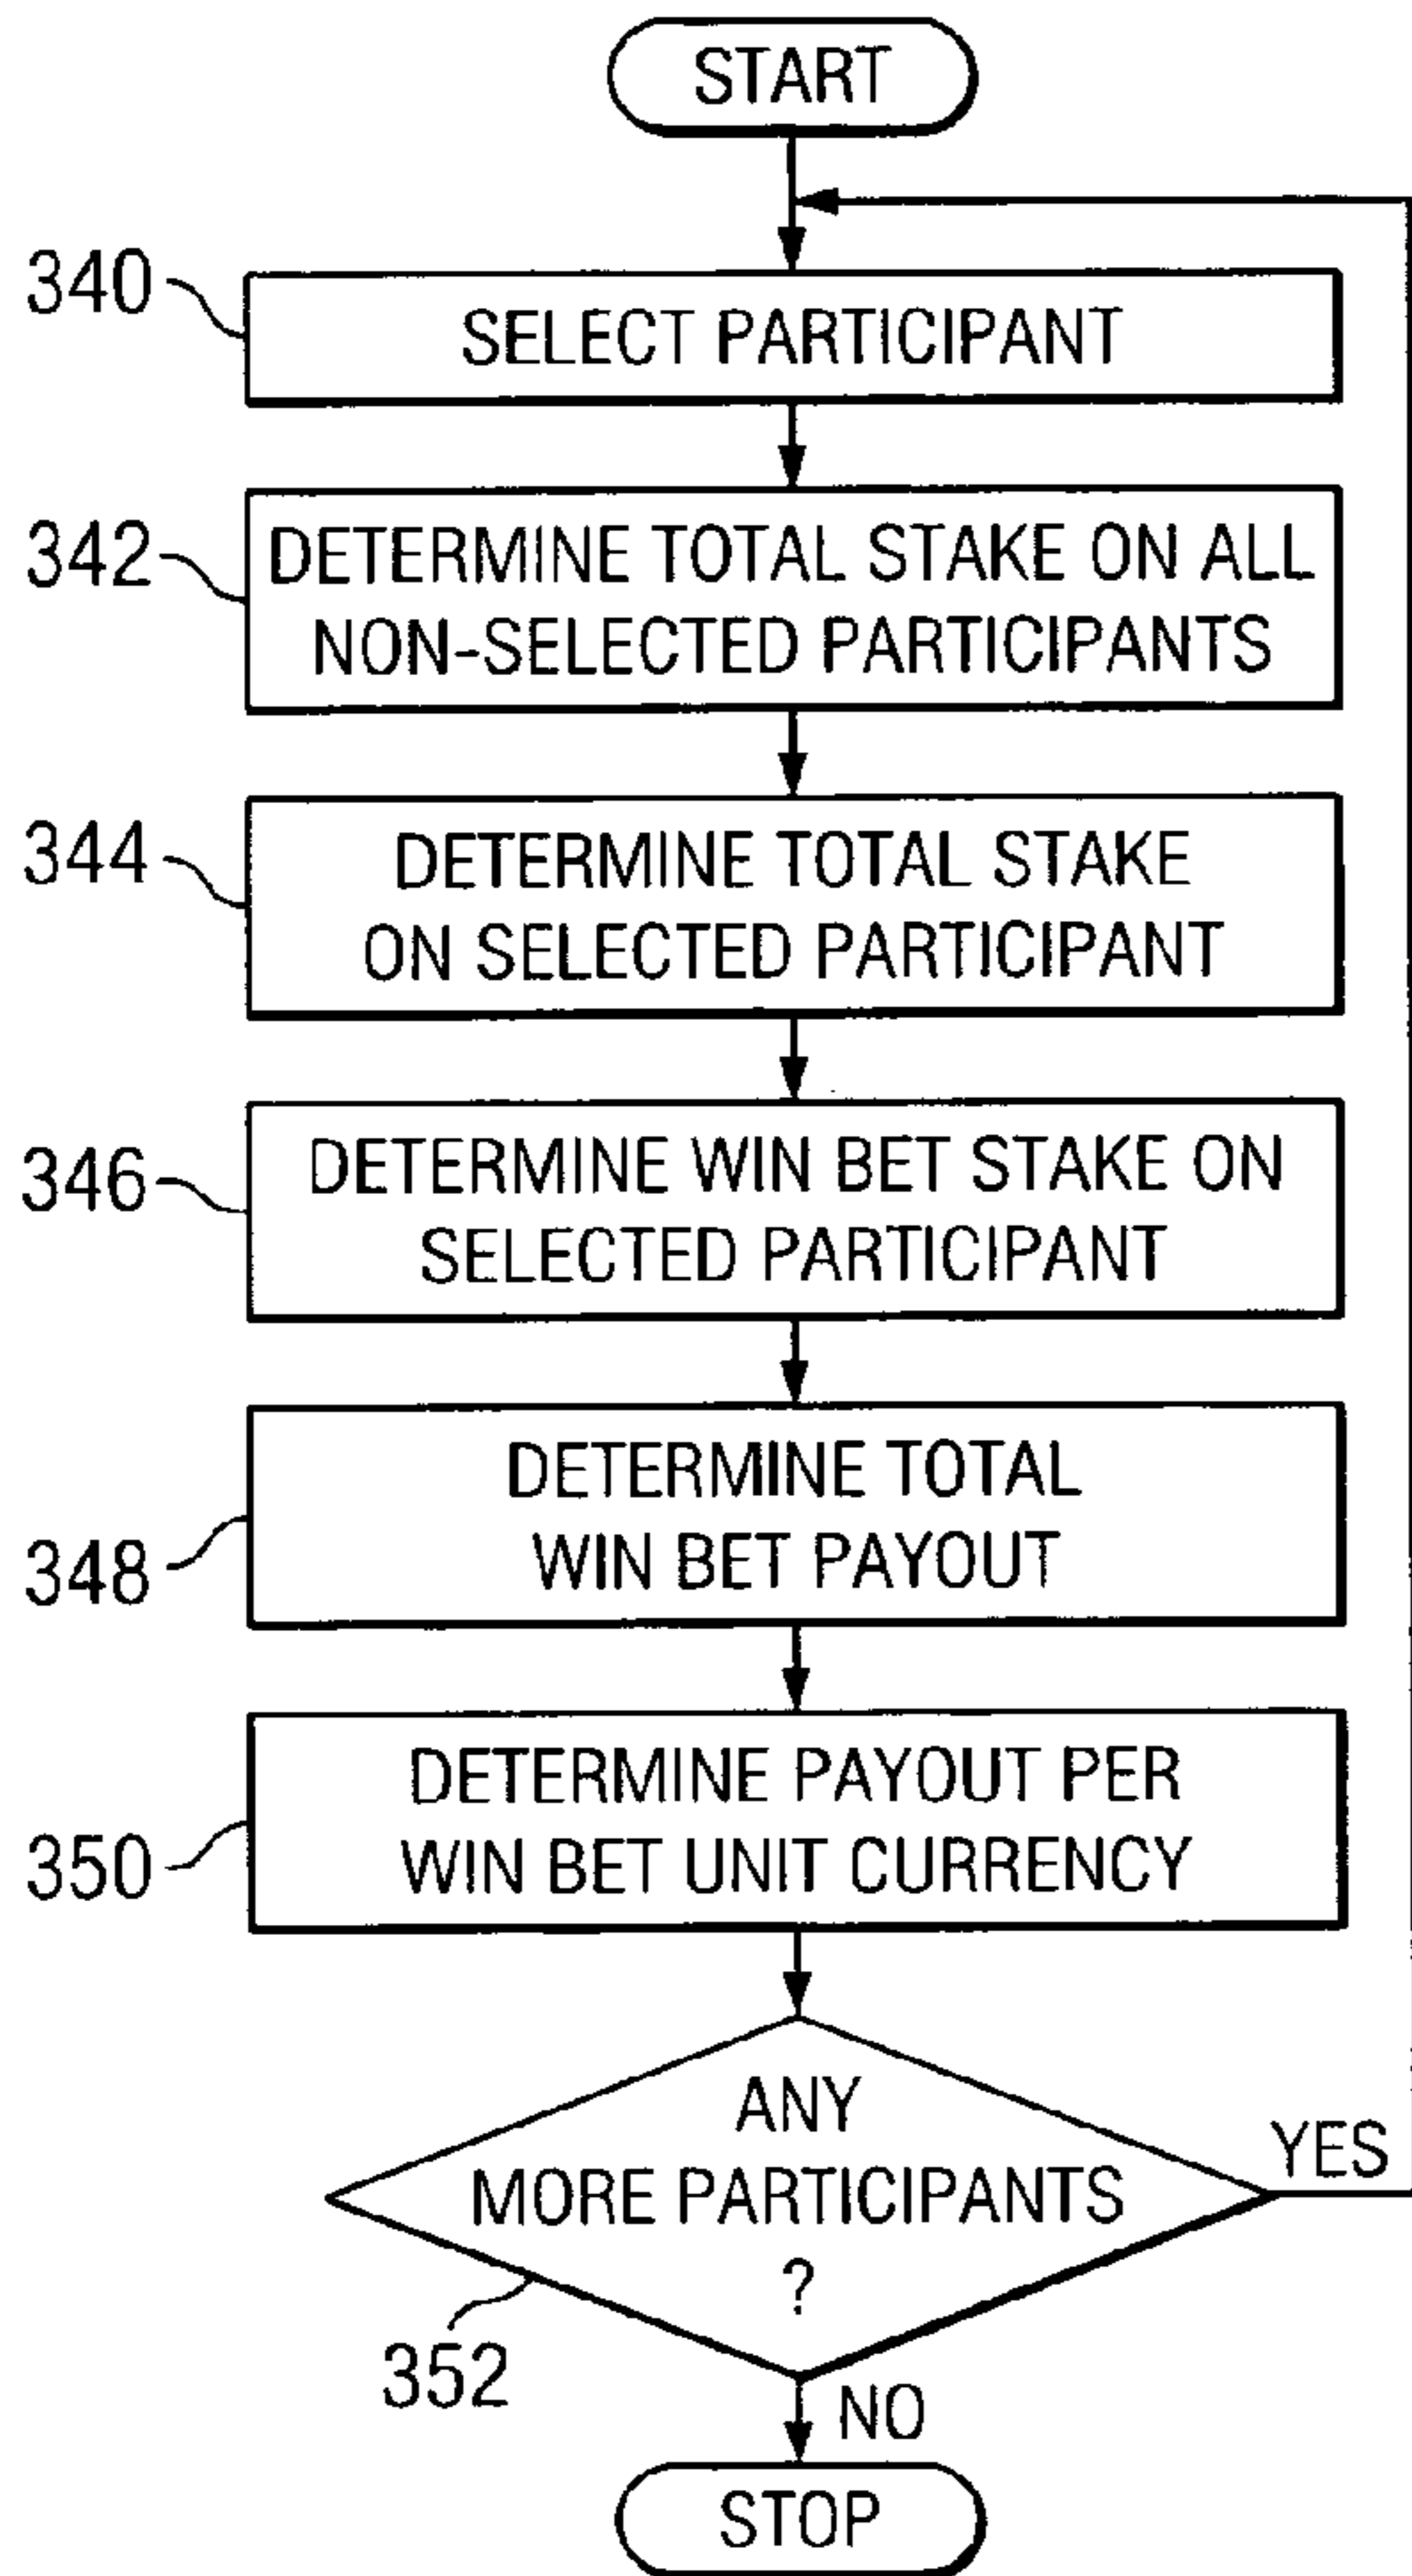 START
340
SELECT PARTICIPANT
342
DETERMINE TOTAL STAKE ON ALL
NON-SELECTED PARTICIPANTS
344
DETERMINE TOTAL STAKE
ON SELECTED PARTICIPANT
346
DETERMINE WIN BET STAKE ON
SELECTED PARTICIPANT
348
DETERMINE TOTAL
WIN BET PAYOUT
350
DETERMINE PAYOUT PER
WIN BET UNIT CURRENCY
ANY
MORE PARTICIPANTS
?
YES
352
NO
STOP